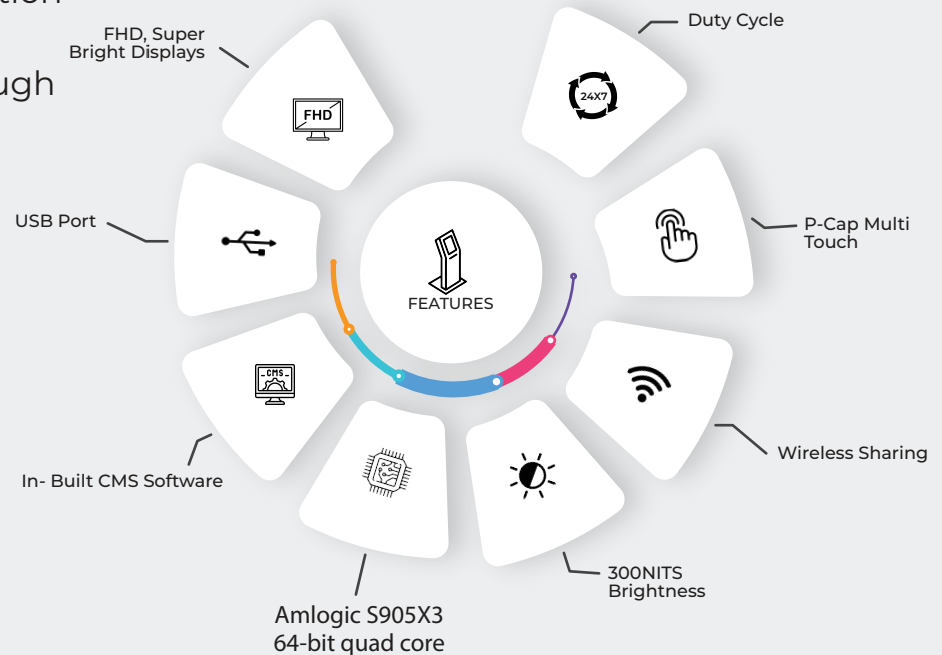 tion
ugh
FHD, Super
Bright Displays
FHD
USB Port
CMS
In- Built CMS Software
Amlogic S905X3
64-bit quad core
300NITS
Brightness
Wireless Sharing
P-Cap Multi
Touch
Duty Cycle
24X7
FEATURES